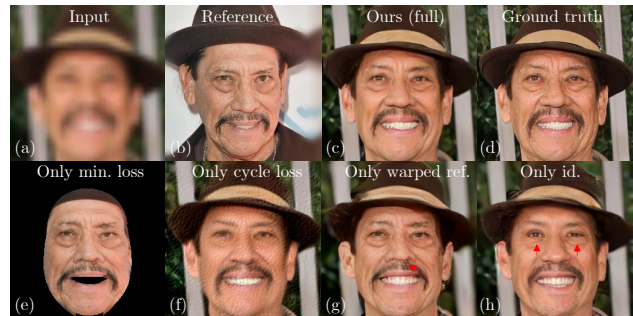 Input
Reference
Ours (full)
Ground truth
(a)
(b)
(c)
(d)
Only min. loss
Only cycle loss
Only warped ref.
Only id.
(e)
(f)
(g)
(h)